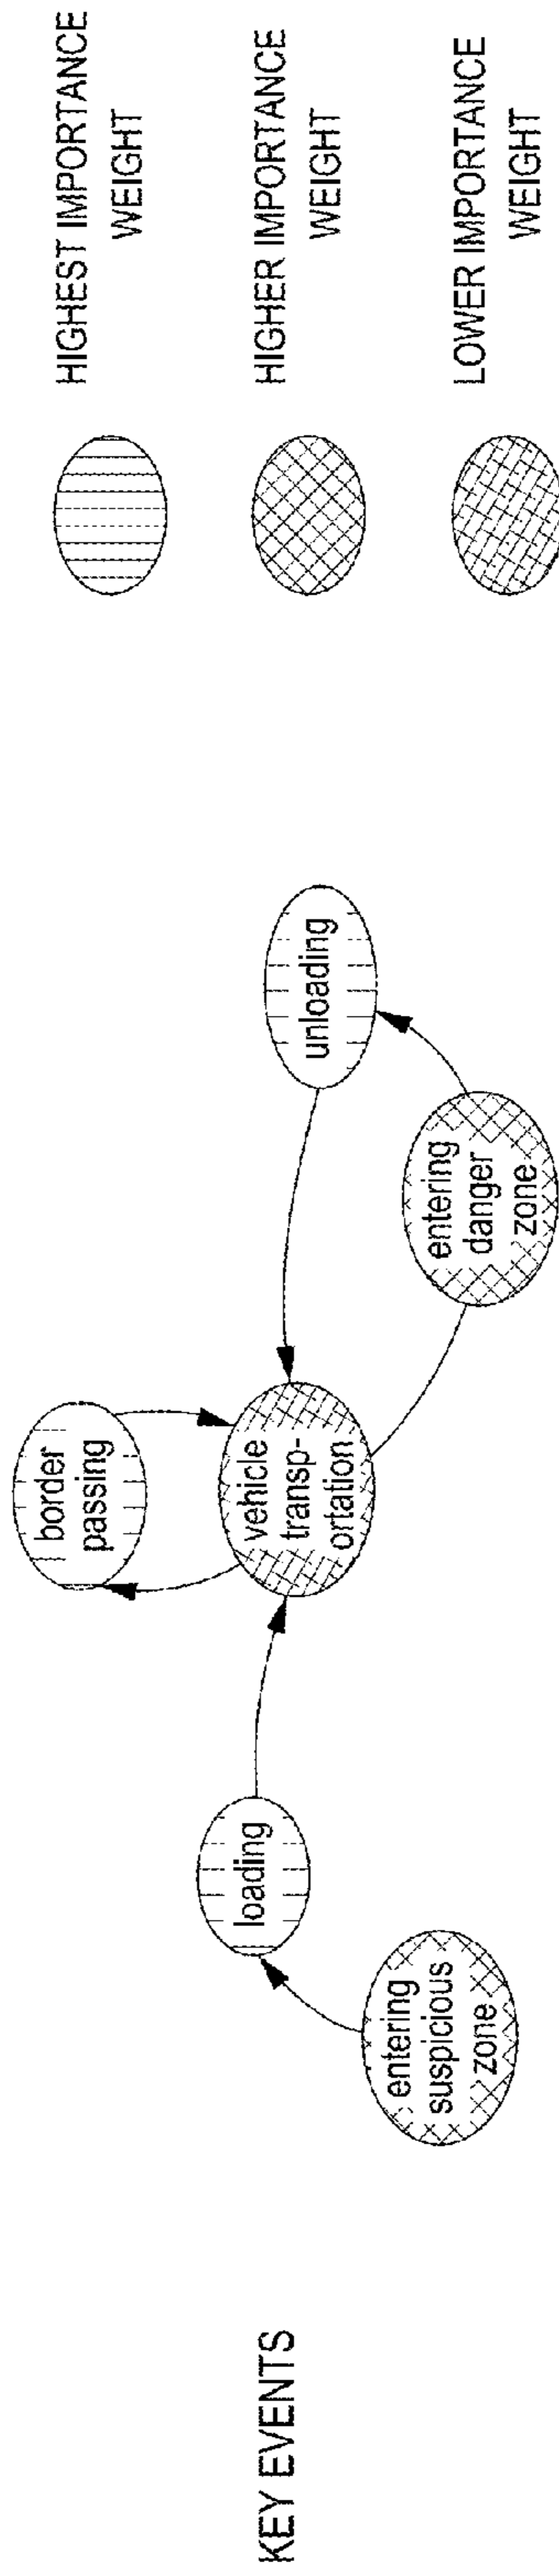 KEY EVENTS
entering
suspicious
zone
loading
border
passing
vehicle
transp-
ortation
entering
danger
zone
unloading
HIGHEST IMPORTANCE
WEIGHT
HIGHER IMPORTANCE
WEIGHT
LOWER IMPORTANCE
WEIGHT